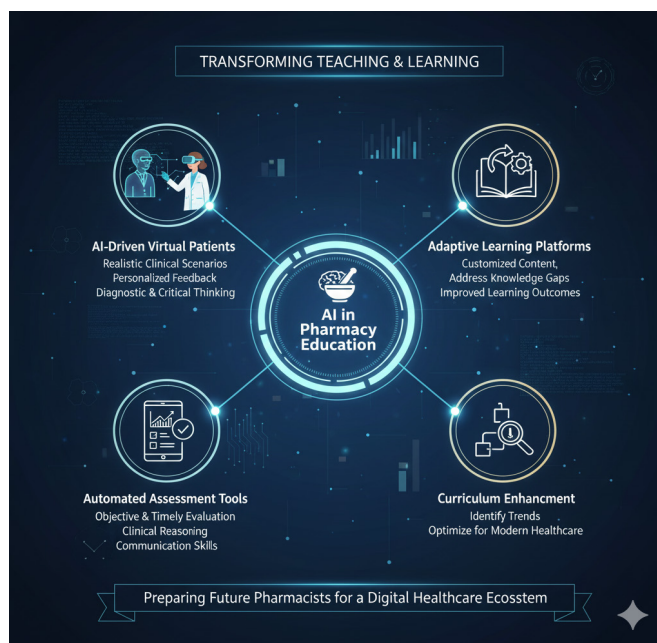 TRANSFORMING TEACHING & LEARNING
AI-Driven Virtual Patients
Realistic Clinical Scenarios
Personalized Feedback
Diagnostic & Critical Thinking
Adaptive Learning Platforms
Customized Content,
Address Knowledge Gaps
Improved Learning Outcomes
AI in
Pharmacy
Education
Automated Assessment Tools
Objective & Timely Evaluation
Clinical Reasoning
Communication Skills
Curriculum Enhancment
Identify Trends
Optimize for Modern Healthcare
Preparing Future Pharmacists for a Digital Healthcare Ecosstem